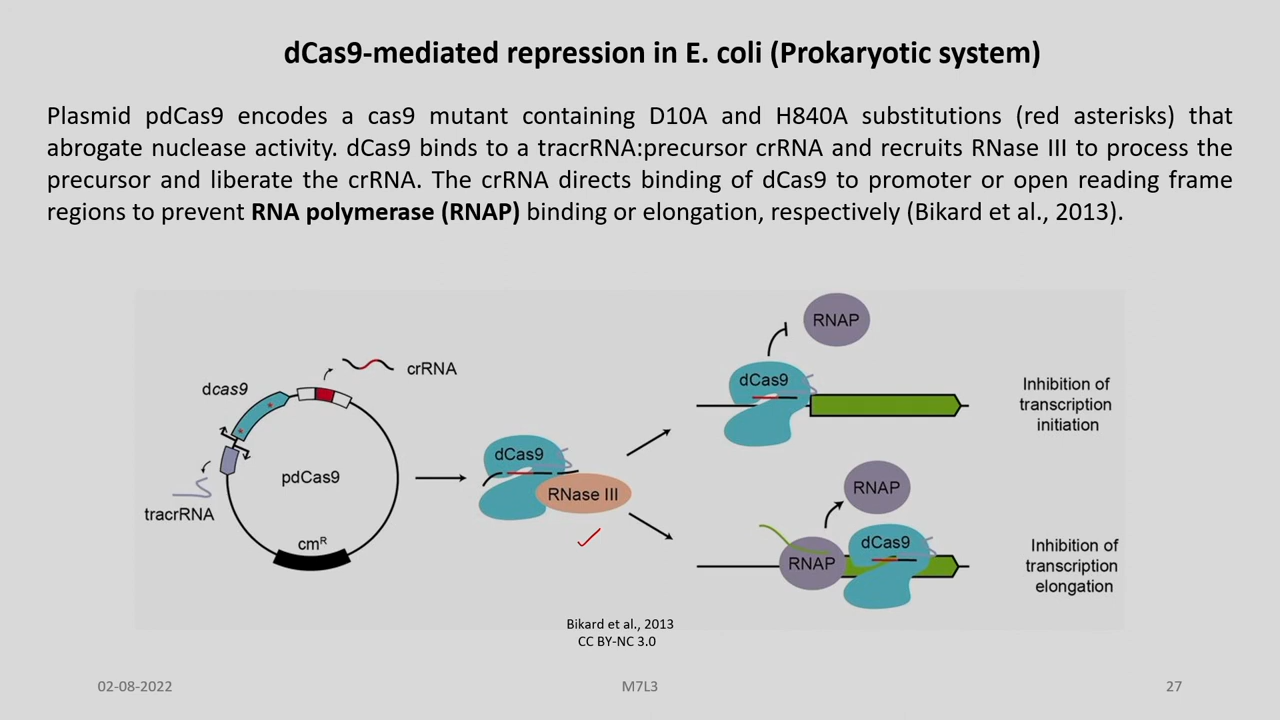 dCas9-mediated repression in E. coli (Prokaryotic system)
Plasmid pdCas9 encodes a cas9 mutant containing D10A and H840A substitutions (red asterisks) that
abrogate nuclease activity. dCas9 binds to a tracrRNA:precursor crRNA and recruits RNase III to process the
precursor and liberate the crRNA. The crRNA directs binding of dCas9 to promoter or open reading frame
regions to prevent RNA polymerase (RNAP) binding or elongation, respectively (Bikard et al., 2013).
dcas9
crRNA
pdCas9
tracrRNA
cmᴿ
dCas9
RNase III
RNAP
dCas9
Inhibition of
transcription
initiation
RNAP
dCas9
RNAP
Inhibition of
transcription
elongation
Bikard et al., 2013
CC BY-NC 3.0
02-08-2022
M7L3
27